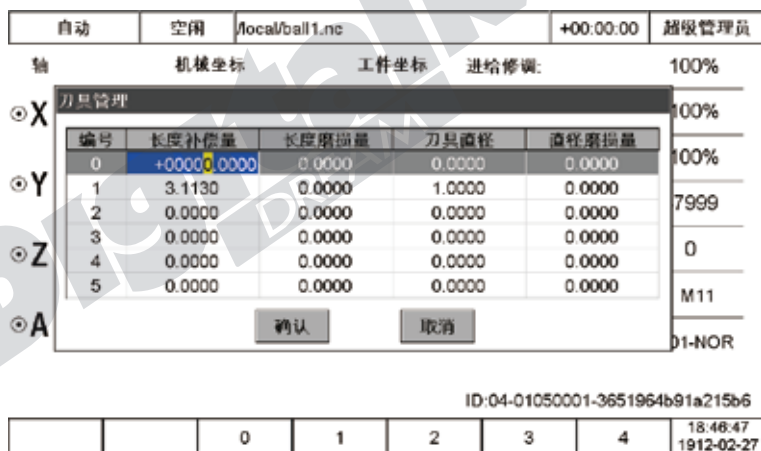 自动 空闲 /local/ball1.nc +00:00:00 超级管理员
轴 机械坐标 工件坐标 进给修调: 100%
刀具管理
X 100%
编号 长度补偿量 长度磨损量 刀具直径 直径磨损量
0 +00000.0000 0.0000 0.0000 0.0000 100%
Y 1 3.1130 0.0000 1.0000 0.0000
2 0.0000 0.0000 0.0000 0.0000 7999
3 0.0000 0.0000 0.0000 0.0000
Z 4 0.0000 0.0000 0.0000 0.0000 0
5 0.0000 0.0000 0.0000 0.0000
M11
A 确认 取消
01-NOR
ID:04-01050001-3651964b91a215b6
0 1 2 3 4 18:46:47
1912-02-27
Digital
DREAM